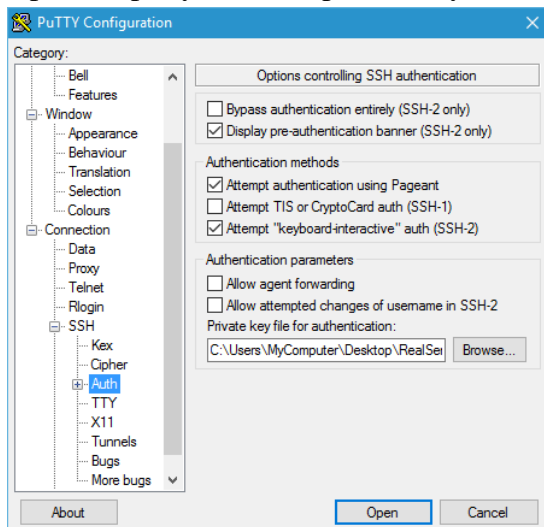 PuTTY Configuration
Category:
Bell
Features
Window
Appearance
Behaviour
Translation
Selection
Colours
Connection
Data
Proxy
Telnet
Rlogin
SSH
Kex
Cipher
Auth
TTY
X11
Tunnels
Bugs
More bugs
Options controlling SSH authentication
Bypass authentication entirely (SSH-2 only)
Display pre-authentication banner (SSH-2 only)
Authentication methods
Attempt authentication using Pageant
Attempt TIS or CryptoCard auth (SSH-1)
Attempt "keyboard-interactive" auth (SSH-2)
Authentication parameters
Allow agent forwarding
Allow attempted changes of username in SSH-2
Private key file for authentication:
C:\Users\MyComputer\Desktop\RealSer
Browse...
About
Open
Cancel